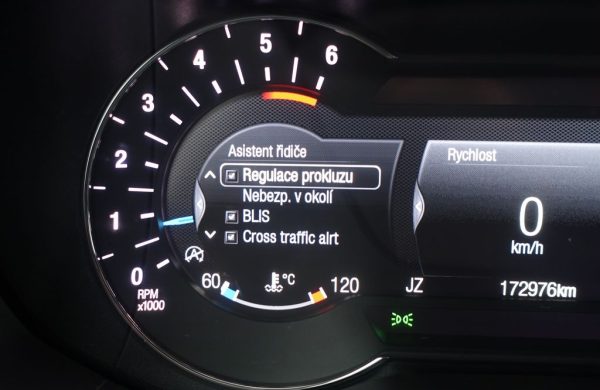 6
5
4
3
2
1
0
RPM
x1000
Asistent řidiče
Regulace prokluzu
Nebezp. v okolí
BLIS
Cross traffic alrt
60
°C
120
Rychlost
0
km/h
JZ
172976km
A